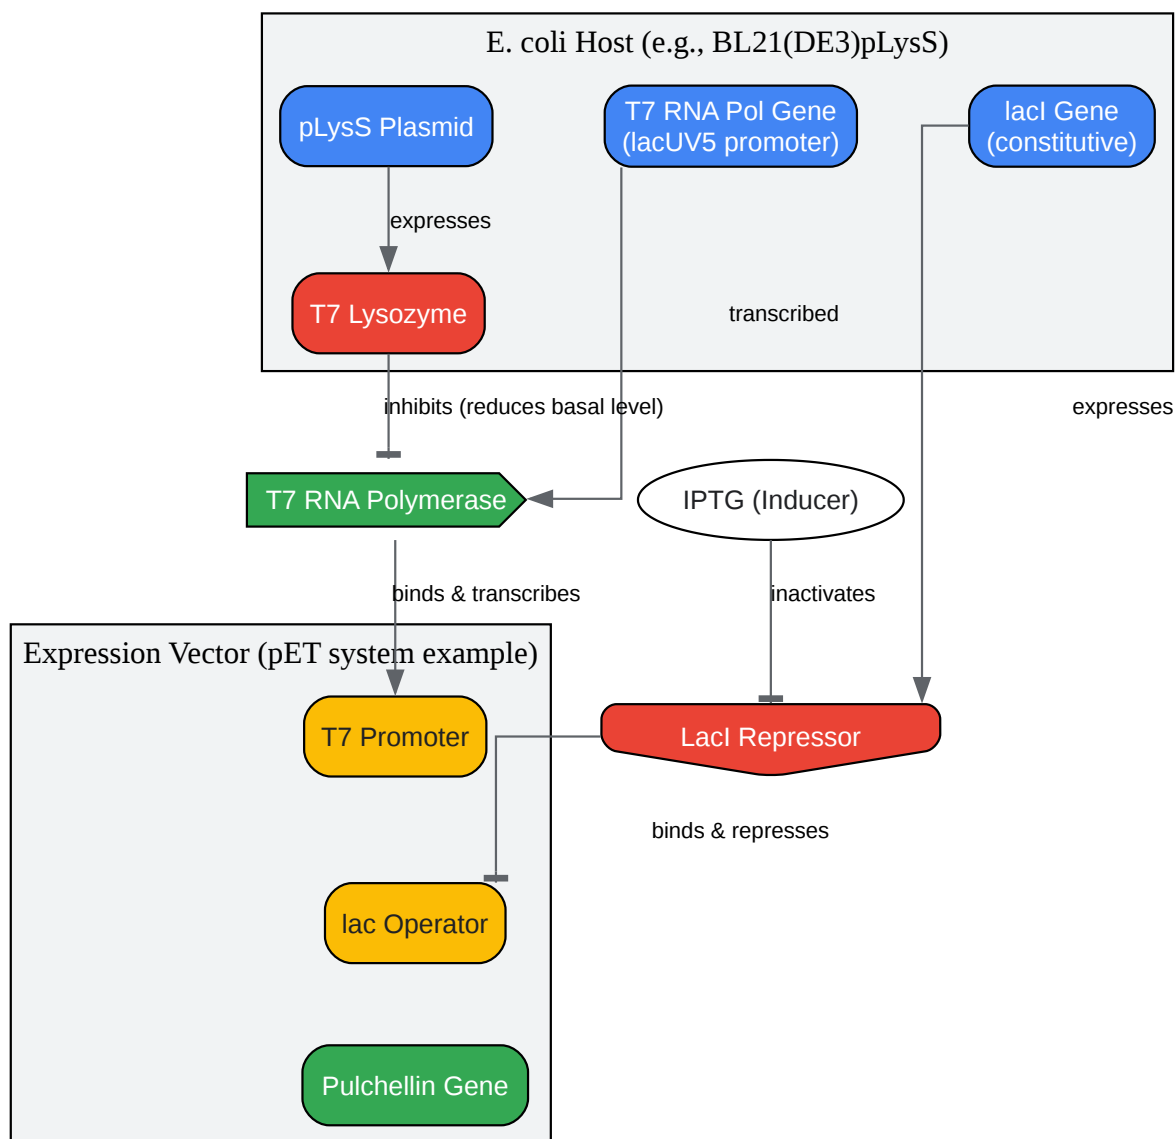 E. coli Host (e.g., BL21(DE3)pLysS)
pLysS Plasmid
T7 RNA Pol Gene
(lacUV5 promoter)
lacI Gene
(constitutive)
expresses
T7 Lysozyme
transcribed
inhibits (reduces basal level)
expresses
T7 RNA Polymerase
IPTG (Inducer)
binds & transcribes
inactivates
Expression Vector (pET system example)
T7 Promoter
LacI Repressor
binds & represses
lac Operator
Pulchellin Gene